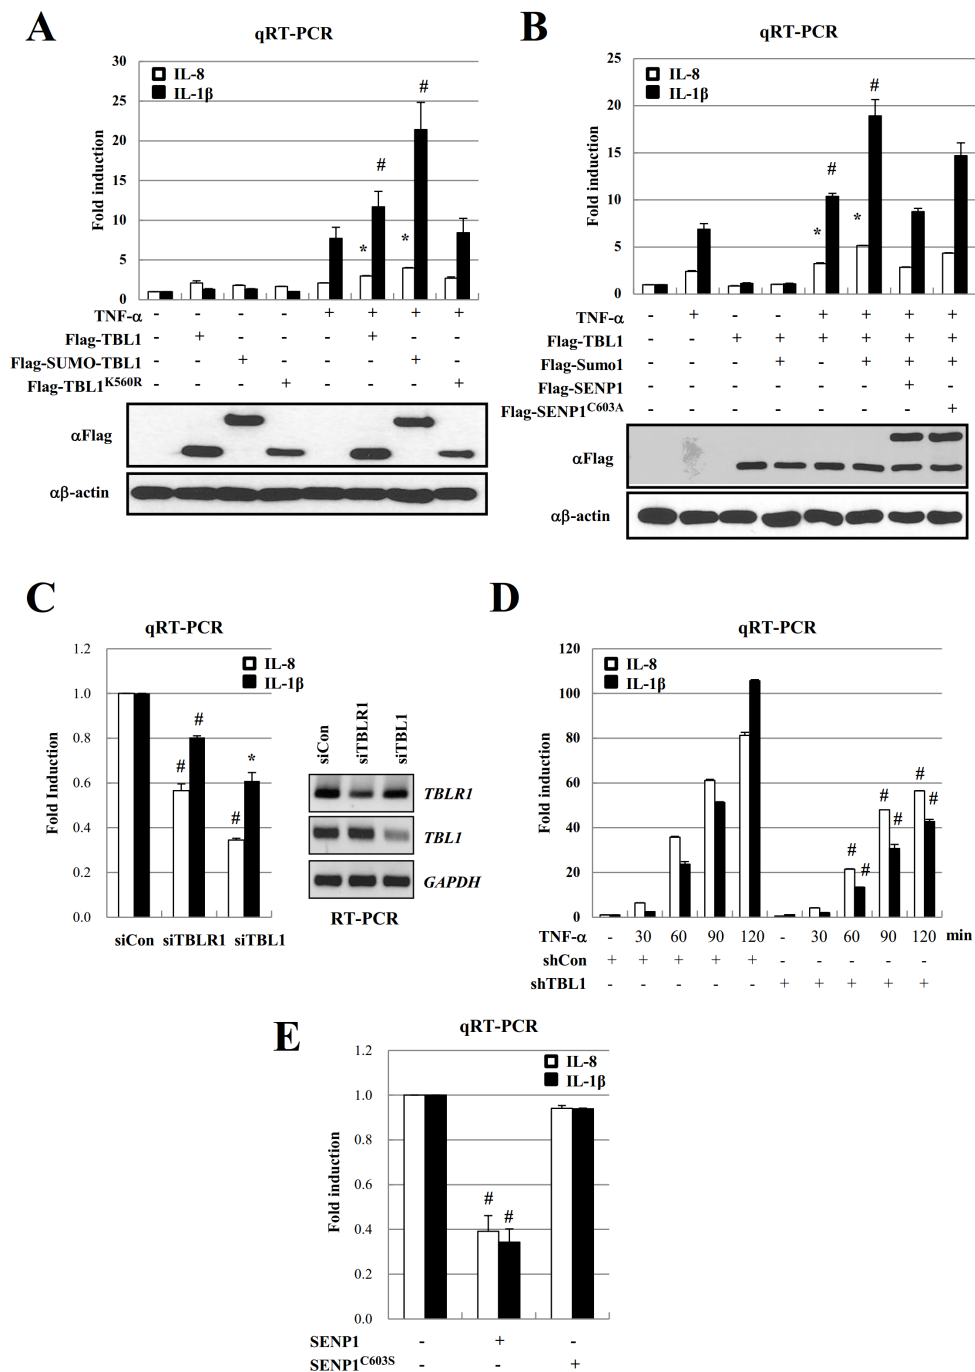 A
qRT-PCR
IL-8
IL-1β
Fold induction
30
25
20
15
10
5
0
* # * #
TNF-α - - - - + + + +
Flag-TBL1 - + - - - + - -
Flag-SUMO-TBL1 - - + - - - + -
Flag-TBL1K560R - - - + - - - +
αFlag
αβ-actin
B
qRT-PCR
IL-8
IL-1β
Fold induction
25
20
15
10
5
0
* # * #
TNF-α - + - - + + + +
Flag-TBL1 - - + + + + + +
Flag-Sumo1 - - - + - + + +
Flag-SENP1 - - - - - - + -
Flag-SENP1C603A - - - - - - - +
αFlag
αβ-actin
C
qRT-PCR
IL-8
IL-1β
Fold induction
1.2
1.0
0.8
0.6
0.4
0.2
0.0
# # # *
siCon siTBLR1 siTBL1
siCon siTBLR1 siTBL1
TBLR1
TBL1
GAPDH
RT-PCR
D
qRT-PCR
IL-8
IL-1β
Fold induction
120
100
80
60
40
20
0
# # # # # #
TNF-α - 30 60 90 120 - 30 60 90 120 min
shCon + + + + + - - - - -
shTBL1 - - - - - + + + + +
E
qRT-PCR
IL-8
IL-1β
Fold induction
1.2
1.0
0.8
0.6
0.4
0.2
0.0
# #
SENP1 - + -
SENP1C603S - - +